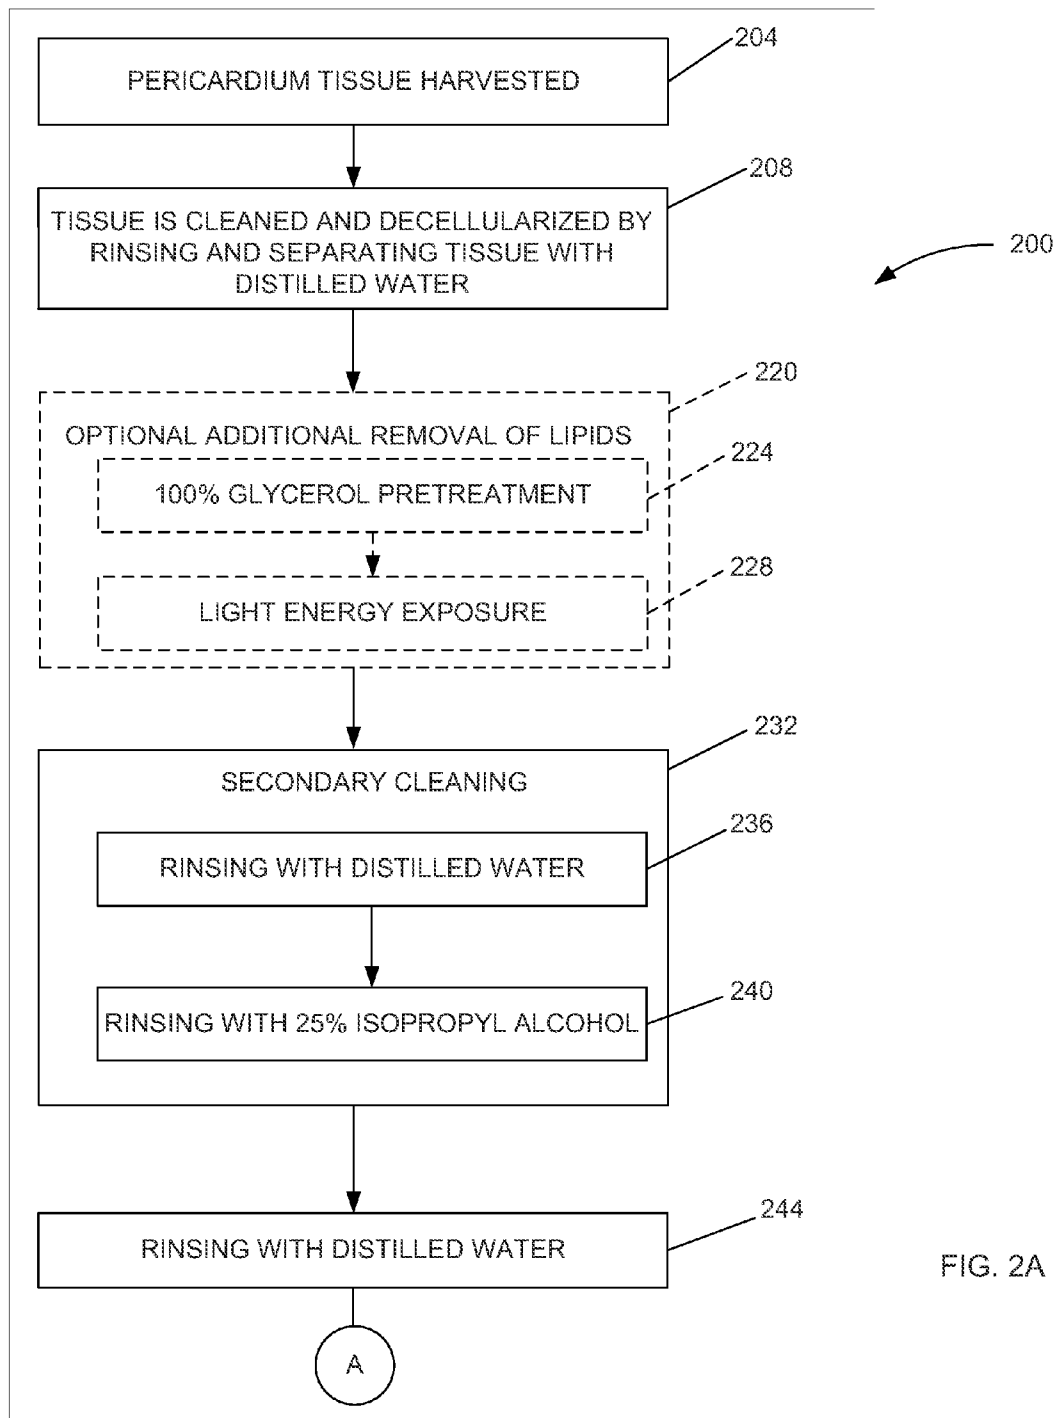 204
PERICARDIUM TISSUE HARVESTED
208
TISSUE IS CLEANED AND DECELLULARIZED BY
RINSING AND SEPARATING TISSUE WITH
DISTILLED WATER
200
220
OPTIONAL ADDITIONAL REMOVAL OF LIPIDS
224
100% GLYCEROL PRETREATMENT
228
LIGHT ENERGY EXPOSURE
232
SECONDARY CLEANING
236
RINSING WITH DISTILLED WATER
240
RINSING WITH 25% ISOPROPYL ALCOHOL
244
RINSING WITH DISTILLED WATER
FIG. 2A
A